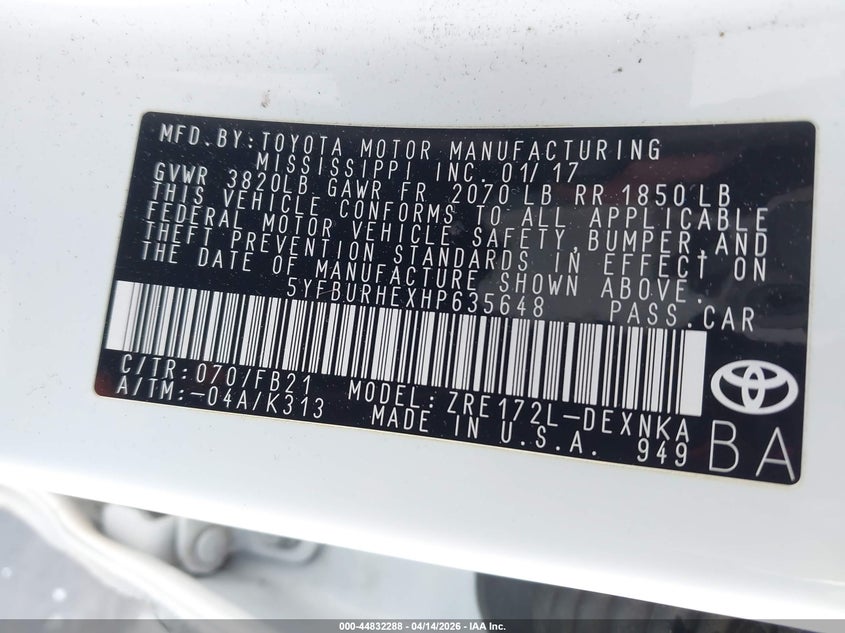 MFD. BY: TOYOTA MOTOR MANUFACTURING
MISSISSIPPI INC. 01/17
GVWR 3820LB GAWR FR 2070 LB RR 1850 LB
THIS VEHICLE CONFORMS TO ALL APPLICABLE
FEDERAL MOTOR VEHICLE SAFETY, BUMPER, AND
THEFT PREVENTION STANDARDS IN EFFECT ON
THE DATE OF MANUFACTURE SHOWN ABOVE.
5YFBURHEXHP635648 PASS. CAR
C/TR: 070/FB21 MODEL: ZRE172L-DEXNKA
A/TM: -04A/K313 MADE IN U.S.A. 949
BA
000-44832288 - 04/14/2026 - IAA Inc.